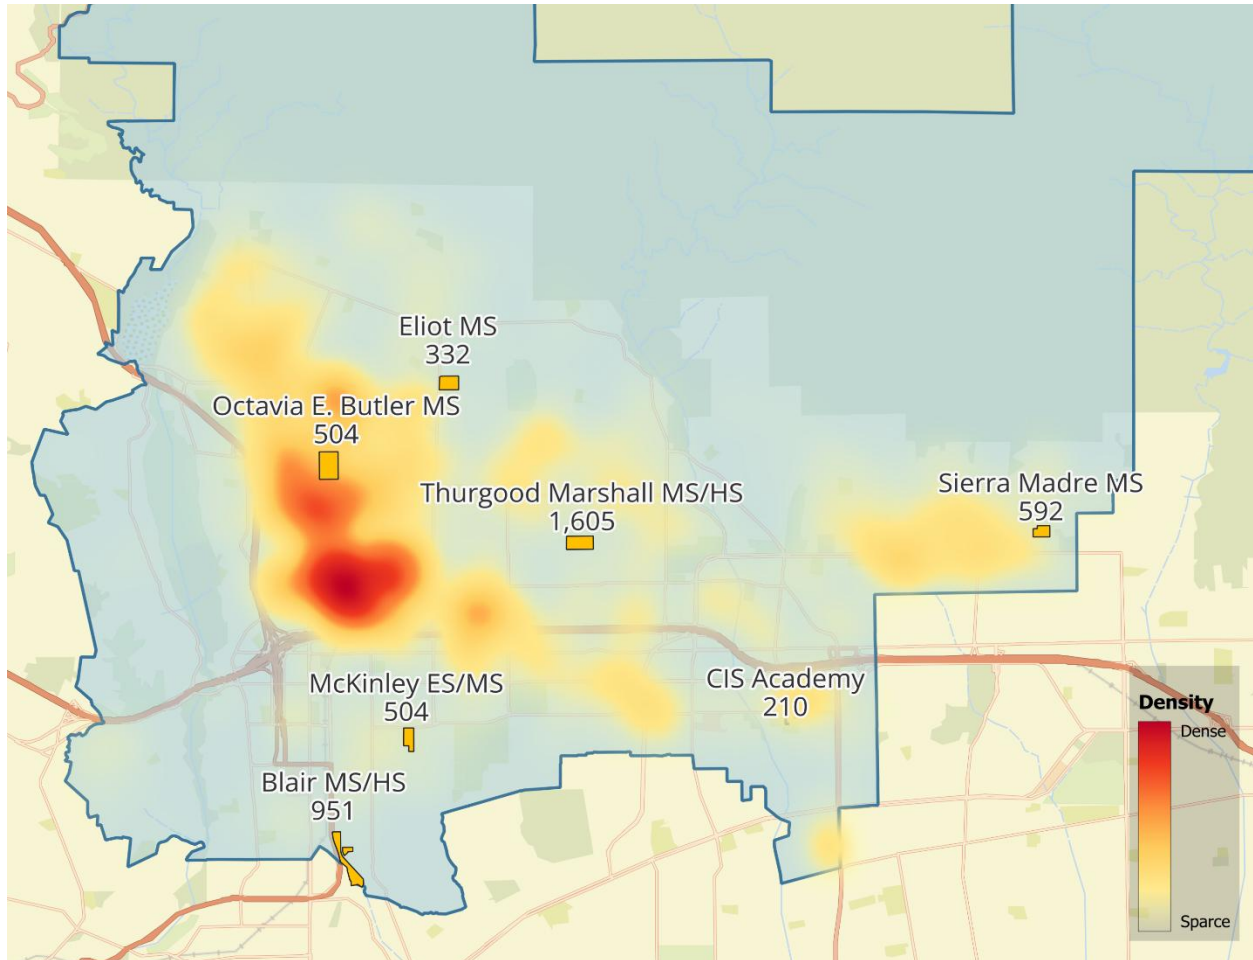 Eliot MS
332
Octavia E. Butler MS
504
Thurgood Marshall MS/HS
1,605
Sierra Madre MS
592
McKinley ES/MS
504
CIS Academy
210
Blair MS/HS
951
Density
Dense
Sparce